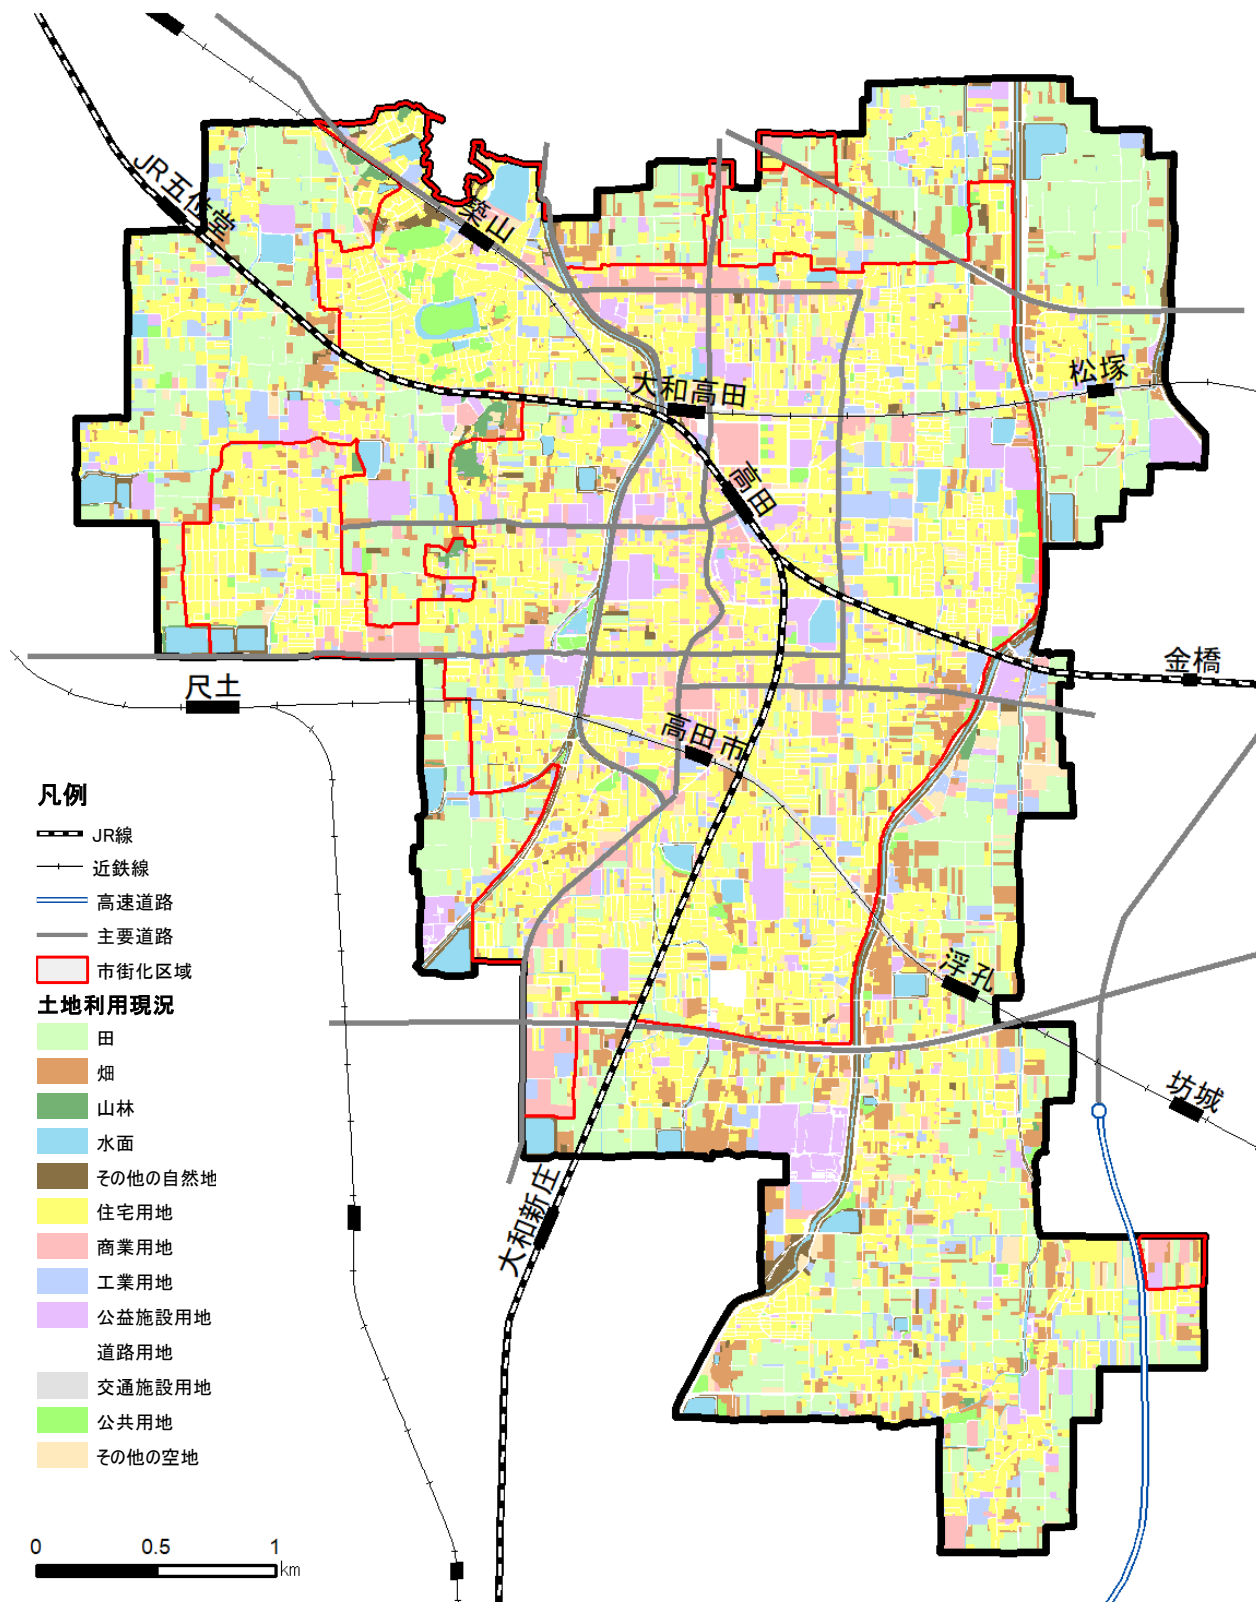 JR五位堂
築山
大和高田
松塚
高田
金橋
尺土
高田市
浮孔
坊城
大和新庄
凡例
JR線
近鉄線
高速道路
主要道路
市街化区域
土地利用現況
田
畑
山林
水面
その他の自然地
住宅用地
商業用地
工業用地
公益施設用地
道路用地
交通施設用地
公共用地
その他の空地
0 0.5 1
km